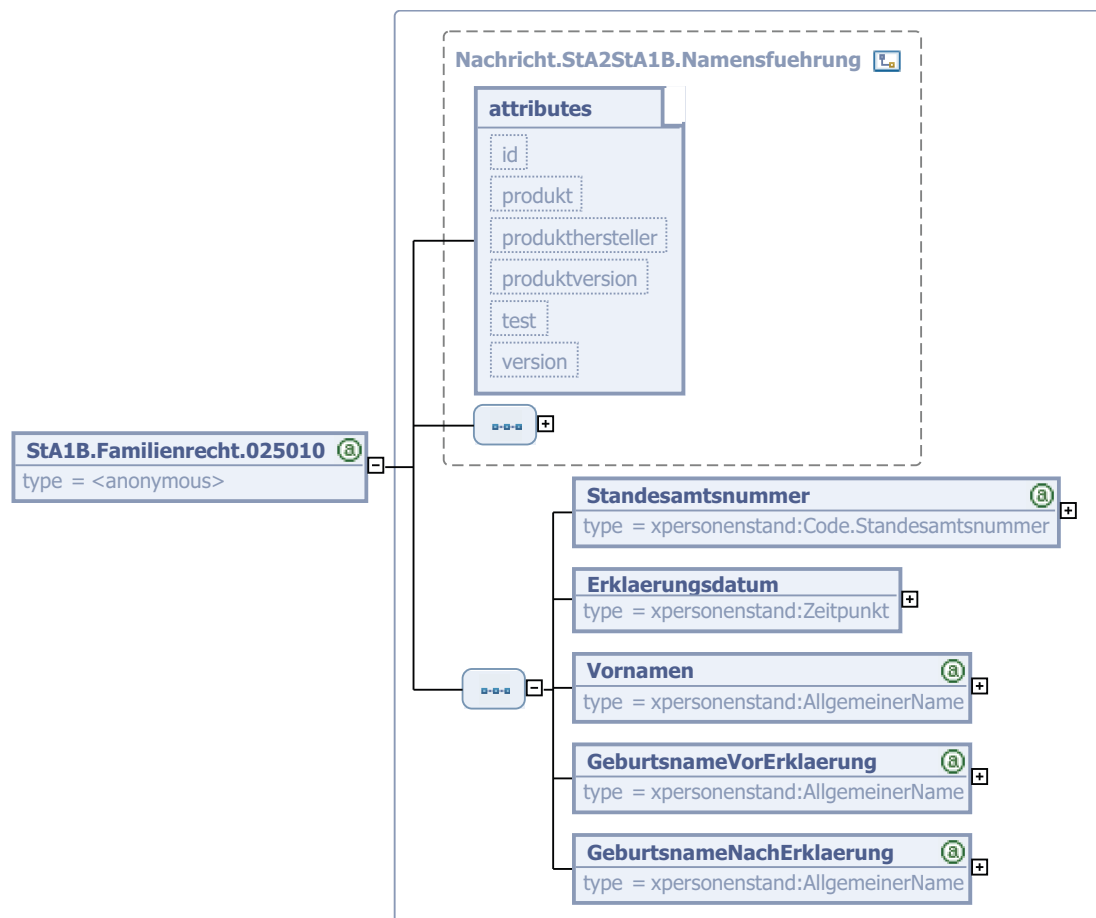 Nachricht.StA2StA1B.Namensfuehrung
attributes
id
produkt
produkthersteller
produktversion
test
version
StA1B.Familienrecht.025010
type = <anonymous>
Standesamtsnummer
type = xpersonenstand:Code.Standesamtsnummer
Erklaerungsdatum
type = xpersonenstand:Zeitpunkt
Vornamen
type = xpersonenstand:AllgemeinerName
GeburtsnameVorErklaerung
type = xpersonenstand:AllgemeinerName
GeburtsnameNachErklaerung
type = xpersonenstand:AllgemeinerName